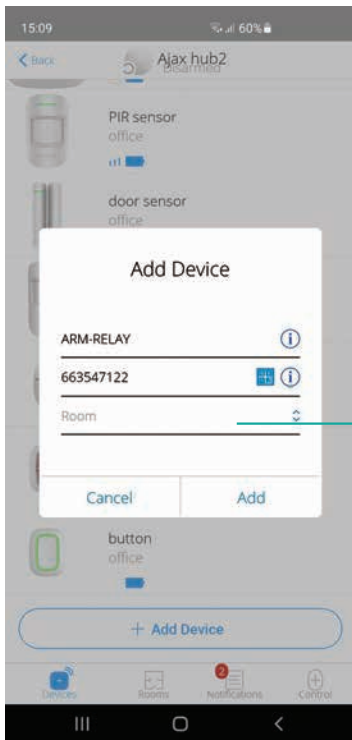 15:09 60%
Back
Ajax hub2
Disarmed
PIR sensor
office
door sensor
office
Add Device
ARM-RELAY
663547122
Room
Cancel Add
button
office
+ Add Device
2
Devices Rooms Notifications Control